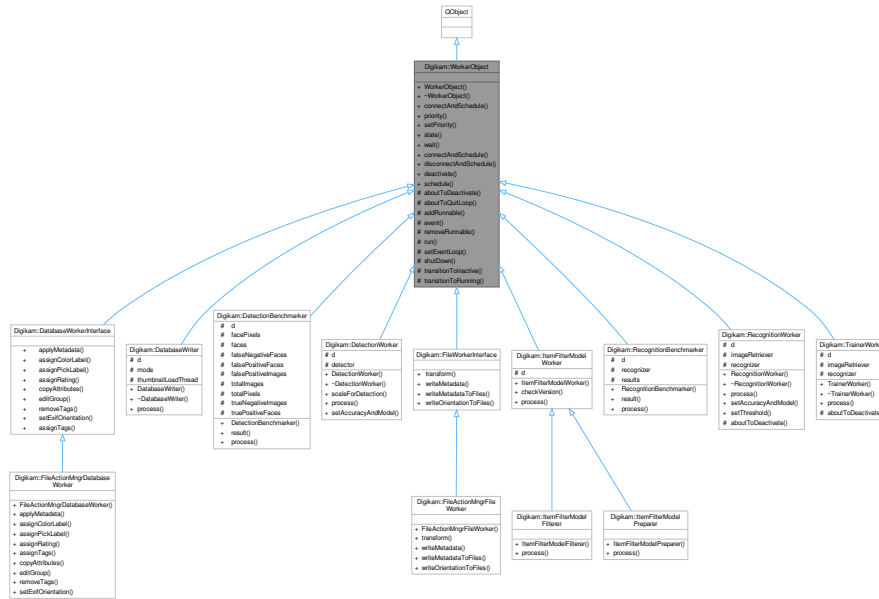 QObject
Digikam::WorkerObject
+ WorkerObject()
+ ~WorkerObject()
+ connectAndSchedule()
+ priority()
+ setPriority()
+ state()
+ wait()
+ connectAndSchedule()
+ disconnectAndSchedule()
+ deactivate()
+ schedule()
# aboutToDeactivate()
# aboutToQuitLoop()
# addRunnable()
# event()
# removeRunnable()
# run()
# setEventLoop()
# shutDown()
# transitionToInactive()
# transitionToRunning()
Digikam::DatabaseWorkerInterface
+ applyMetadata()
+ assignColorLabel()
+ assignPickLabel()
+ assignRating()
+ copyAttributes()
+ editGroup()
+ removeTags()
+ setExifOrientation()
+ assignTags()
Digikam::DatabaseWriter
# d
# mode
# thumbnailLoadThread
+ DatabaseWriter()
+ ~DatabaseWriter()
+ process()
Digikam::DetectionBenchmarker
# d
# facePixels
# faces
# falseNegativeFaces
# falsePositiveFaces
# falsePositiveImages
# totalImages
# totalPixels
# trueNegativeImages
# truePositiveFaces
+ DetectionBenchmarker()
+ result()
+ process()
Digikam::DetectionWorker
# d
# detector
+ DetectionWorker()
+ ~DetectionWorker()
+ scaleForDetection()
+ process()
+ setAccuracyAndModel()
Digikam::FileWorkerInterface
+ transform()
+ writeMetadata()
+ writeMetadataToFiles()
+ writeOrientationToFiles()
Digikam::ItemFilterModel
Worker
# d
+ ItemFilterModelWorker()
+ checkVersion()
+ process()
Digikam::RecognitionBenchmarker
# d
# recognizer
# results
+ RecognitionBenchmarker()
+ result()
+ process()
Digikam::RecognitionWorker
# d
# imageRetriever
# recognizer
+ RecognitionWorker()
+ ~RecognitionWorker()
+ process()
+ setAccuracyAndModel()
+ setThreshold()
# aboutToDeactivate()
Digikam::TrainerWork
# d
# imageRetriever
# recognizer
+ TrainerWorker()
+ ~TrainerWorker()
+ process()
# aboutToDeactivate
Digikam::FileActionMngrDatabase
Worker
+ FileActionMngrDatabaseWorker()
+ applyMetadata()
+ assignColorLabel()
+ assignPickLabel()
+ assignRating()
+ assignTags()
+ copyAttributes()
+ editGroup()
+ removeTags()
+ setExifOrientation()
Digikam::FileActionMngrFile
Worker
+ FileActionMngrFileWorker()
+ transform()
+ writeMetadata()
+ writeMetadataToFiles()
+ writeOrientationToFiles()
Digikam::ItemFilterModel
Filterer
+ ItemFilterModelFilterer()
+ process()
Digikam::ItemFilterModel
Preparer
+ ItemFilterModelPreparer()
+ process()